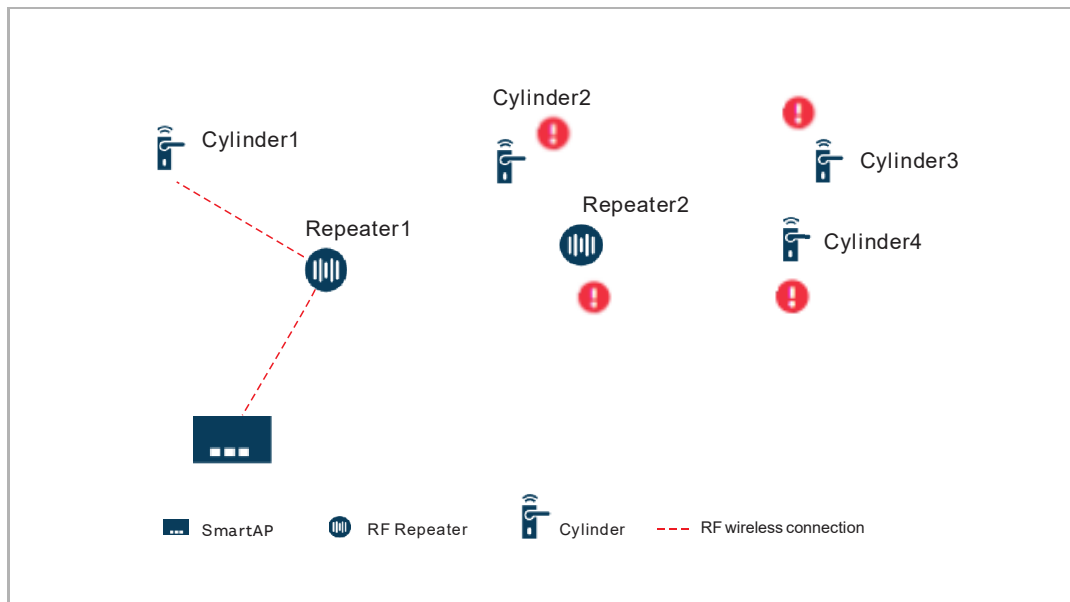 Cylinder2
Cylinder1
Cylinder3
Repeater2
Repeater1
Cylinder4
SmartAP
RF Repeater
Cylinder
RF wireless connection